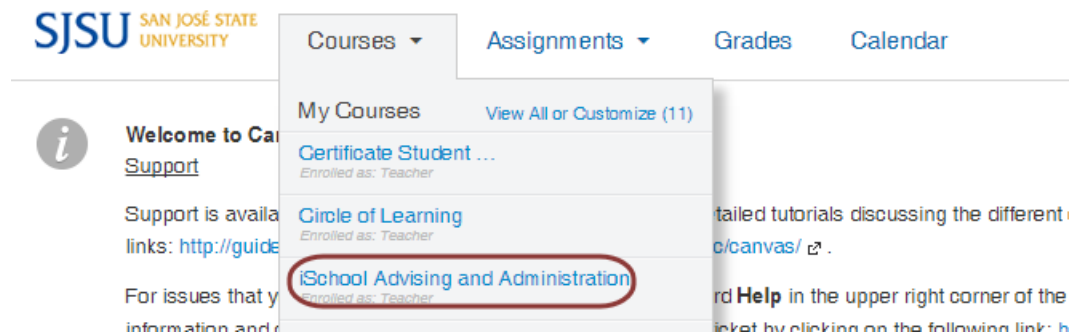 SJSU SAN JOSÉ STATE UNIVERSITY
Courses Assignments Grades Calendar
My Courses View All or Customize (11)
Certificate Student ...
Enrolled as: Teacher
Circle of Learning
Enrolled as: Teacher
iSchool Advising and Administration
Enrolled as: Teacher
Welcome to
Support
Support is tailed tutorials discussing the different
links: http://guide c/canvas/ .
For issues that rd Help in the upper right corner of the
information and by clicking on the following link: